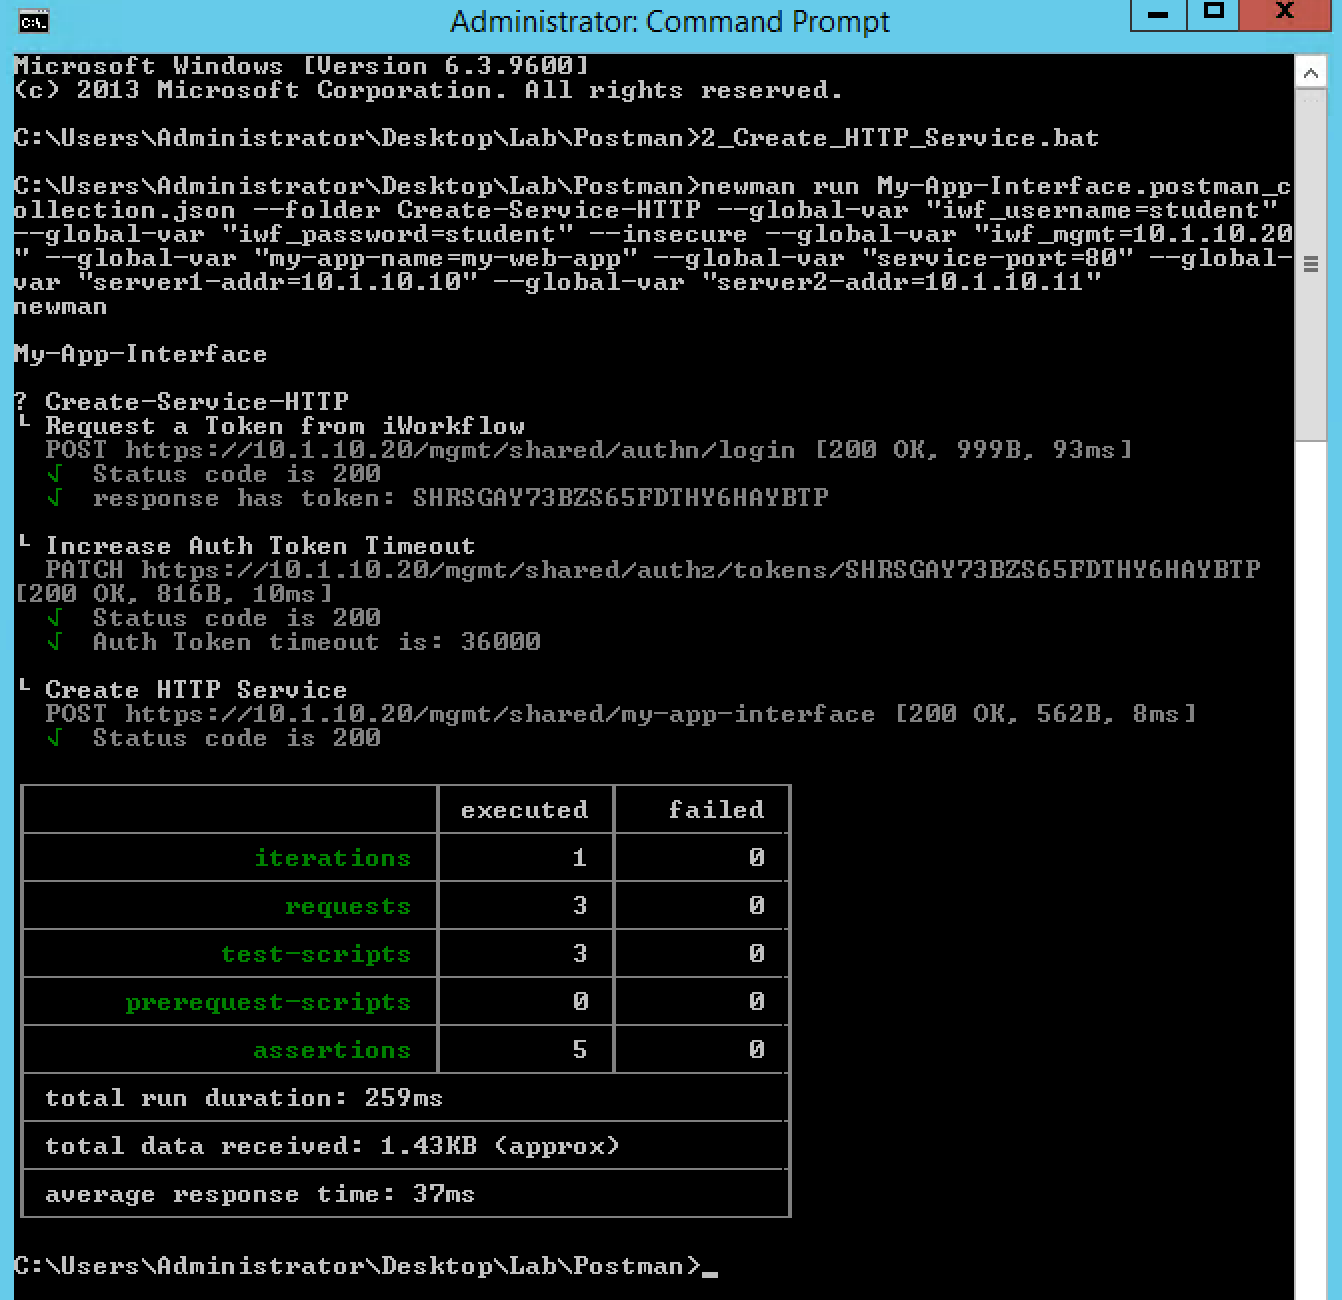 Administrator: Command Prompt
Microsoft Windows [Version 6.3.9600]
(c) 2013 Microsoft Corporation. All rights reserved.
C:\Users\Administrator\Desktop\Lab\Postman>2_Create_HTTP_Service.bat
C:\Users\Administrator\Desktop\Lab\Postman>newman run My-App-Interface.postman_c
ollection.json --folder Create-Service-HTTP --global-var "iwf_username=student"
--global-var "iwf_password=student" --insecure --global-var "iwf_mgmt=10.1.10.20
" --global-var "my-app-name=my-web-app" --global-var "service-port=80" --global-
var "server1-addr=10.1.10.10" --global-var "server2-addr=10.1.10.11"
newman
My-App-Interface
? Create-Service-HTTP
└ Request a Token from iWorkflow
POST https://10.1.10.20/mgmt/shared/authn/login [200 OK, 999B, 93ms]
√ Status code is 200
√ response has token: SHRSGAY73BZS65FDTHY6HAYBTP
└ Increase Auth Token Timeout
PATCH https://10.1.10.20/mgmt/shared/authz/tokens/SHRSGAY73BZS65FDTHY6HAYBTP
[200 OK, 816B, 10ms]
√ Status code is 200
√ Auth Token timeout is: 36000
└ Create HTTP Service
POST https://10.1.10.20/mgmt/shared/my-app-interface [200 OK, 562B, 8ms]
√ Status code is 200
executed failed
iterations 1 0
requests 3 0
test-scripts 3 0
prerequest-scripts 0 0
assertions 5 0
total run duration: 259ms
total data received: 1.43KB (approx)
average response time: 37ms
C:\Users\Administrator\Desktop\Lab\Postman>_